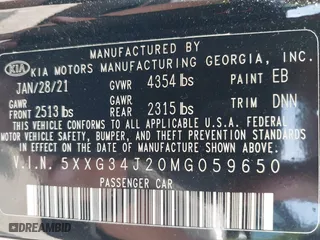 MANUFACTURED BY
KIA KIA MOTORS MANUFACTURING GEORGIA, INC.
JAN/28/21 GVWR 4354 lbs PAINT EB
GAWR FRONT 2513 lbs GAWR REAR 2315 lbs TRIM DNN
THIS VEHICLE CONFORMS TO ALL APPLICABLE U.S.A. FEDERAL
MOTOR VEHICLE SAFETY, BUMPER, AND THEFT
PREVENTION STANDARDS IN EFFECT ON THE DATE OF
MANUFACTURE SHOWN ABOVE.
V.I.N. 5XXG34J20MG059650
PASSENGER CAR